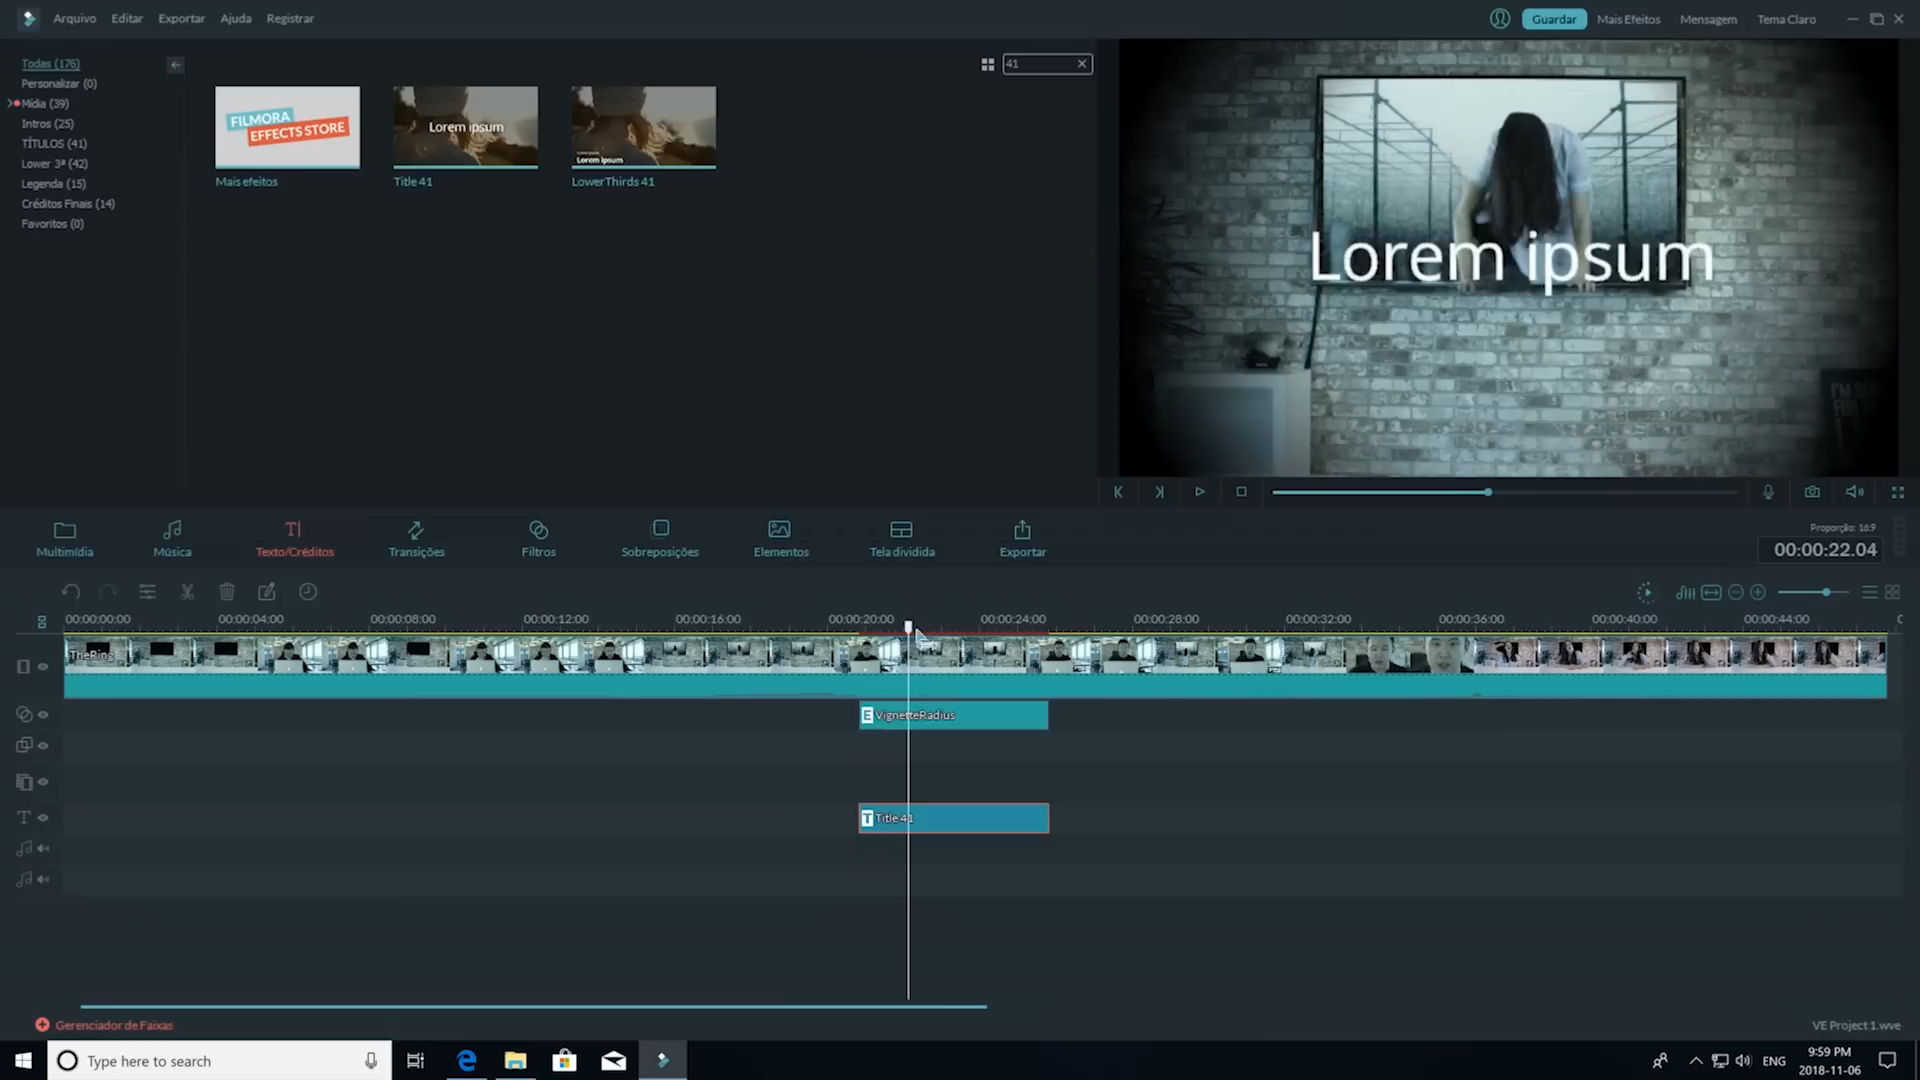 Arquivo Editar Exportar Ajuda Registrar
Guardar Mais Efeitos Mensagem Tema Claro
Todas (176)
Personalizar (0)
Mídia (39)
Intros (25)
TÍTULOS (41)
Lower 3ª (42)
Legenda (15)
Créditos Finais (14)
Favoritos (0)
41
FILMORA
EFFECTS STORE
Mais efeitos
Lorem ipsum
Title 41
Lorem ipsum
LowerThirds 41
Lorem ipsum
Multimídia Música Texto/Créditos Transições Filtros Sobreposições Elementos Tela dividida Exportar
Proporção: 16:9
00:00:22.04
00:00:00:00 00:00:04:00 00:00:08:00 00:00:12:00 00:00:16:00 00:00:20:00 00:00:24:00 00:00:28:00 00:00:32:00 00:00:36:00 00:00:40:00 00:00:44:00
TheRing
E VignetteRadius
T Title 41
Gerenciador de Faixas
VE Project 1.wve
Type here to search
ENG
9:59 PM
2018-11-06